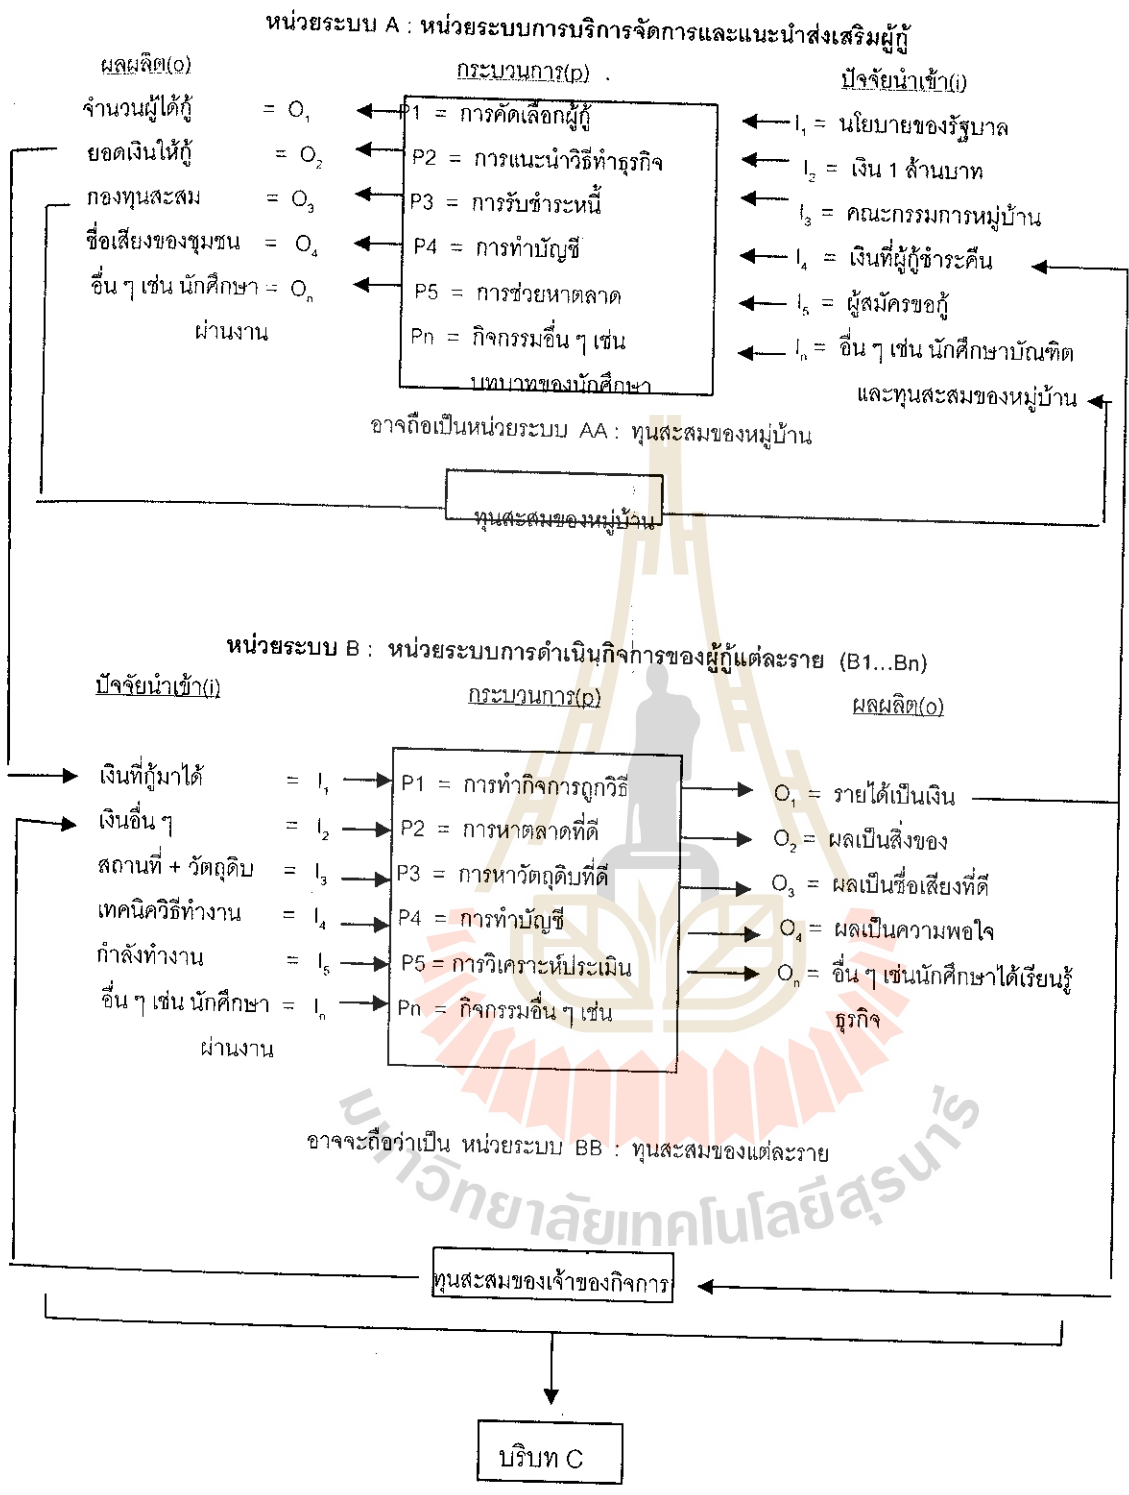 หน่วยระบบ A : หน่วยระบบการบริการจัดการและแนะนำส่งเสริมผู้กู้
ผลผลิต(o) กระบวนการ(p) ปัจจัยนำเข้า(i)
จำนวนผู้ได้กู้ = O1 P1 = การคัดเลือกผู้กู้ I1 = นโยบายของรัฐบาล
ยอดเงินให้กู้ = O2 P2 = การแนะนำวิธีทำธุรกิจ I2 = เงิน 1 ล้านบาท
กองทุนสะสม = O3 P3 = การรับชำระหนี้ I3 = คณะกรรมการหมู่บ้าน
ชื่อเสียงของชุมชน = O4 P4 = การทำบัญชี I4 = เงินที่ผู้กู้ชำระคืน
อื่น ๆ เช่น นักศึกษา = On P5 = การช่วยหาตลาด I5 = ผู้สมัครขอกู้
ผ่านงาน Pn = กิจกรรมอื่น ๆ เช่น In = อื่น ๆ เช่น นักศึกษาบัณฑิต
บทบาทของนักศึกษา และทุนสะสมของหมู่บ้าน
อาจถือเป็นหน่วยระบบ AA : ทุนสะสมของหมู่บ้าน
ทุนสะสมของหมู่บ้าน
หน่วยระบบ B : หน่วยระบบการดำเนินกิจการของผู้กู้แต่ละราย (B1...Bn)
ปัจจัยนำเข้า(i) กระบวนการ(p) ผลผลิต(o)
เงินที่กู้มาได้ = I1 P1 = การทำกิจการถูกวิธี O1 = รายได้เป็นเงิน
เงินอื่น ๆ = I2 P2 = การหาตลาดที่ดี O2 = ผลเป็นสิ่งของ
สถานที่ + วัตถุดิบ = I3 P3 = การหาวัตถุดิบที่ดี O3 = ผลเป็นชื่อเสียงที่ดี
เทคนิควิธีทำงาน = I4 P4 = การทำบัญชี O4 = ผลเป็นความพอใจ
กำลังทำงาน = I5 P5 = การวิเคราะห์ประเมิน On = อื่น ๆ เช่นนักศึกษาได้เรียนรู้
อื่น ๆ เช่น นักศึกษา = In Pn = กิจกรรมอื่น ๆ เช่น ธุรกิจ
ผ่านงาน
อาจจะถือว่าเป็น หน่วยระบบ BB : ทุนสะสมของแต่ละราย
มหาวิทยาลัยเทคโนโลยีสุรนารี
ทุนสะสมของเจ้าของกิจการ
บริบท C